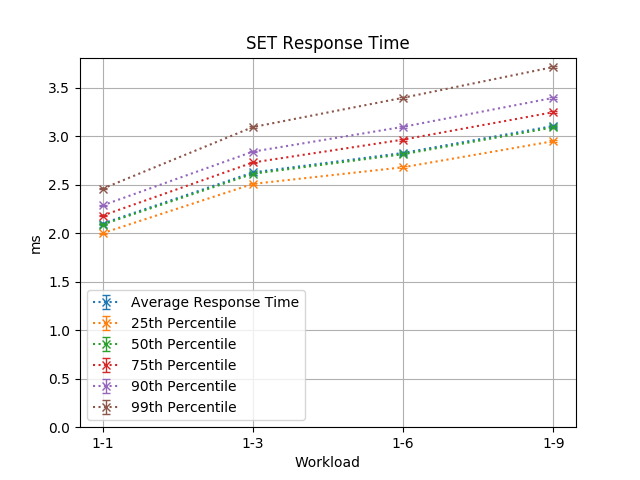 SET Response Time
3.5
3.0
2.5
2.0
1.5
1.0
0.5
0.0
ms
Average Response Time
25th Percentile
50th Percentile
75th Percentile
90th Percentile
99th Percentile
1-1 1-3 1-6 1-9
Workload